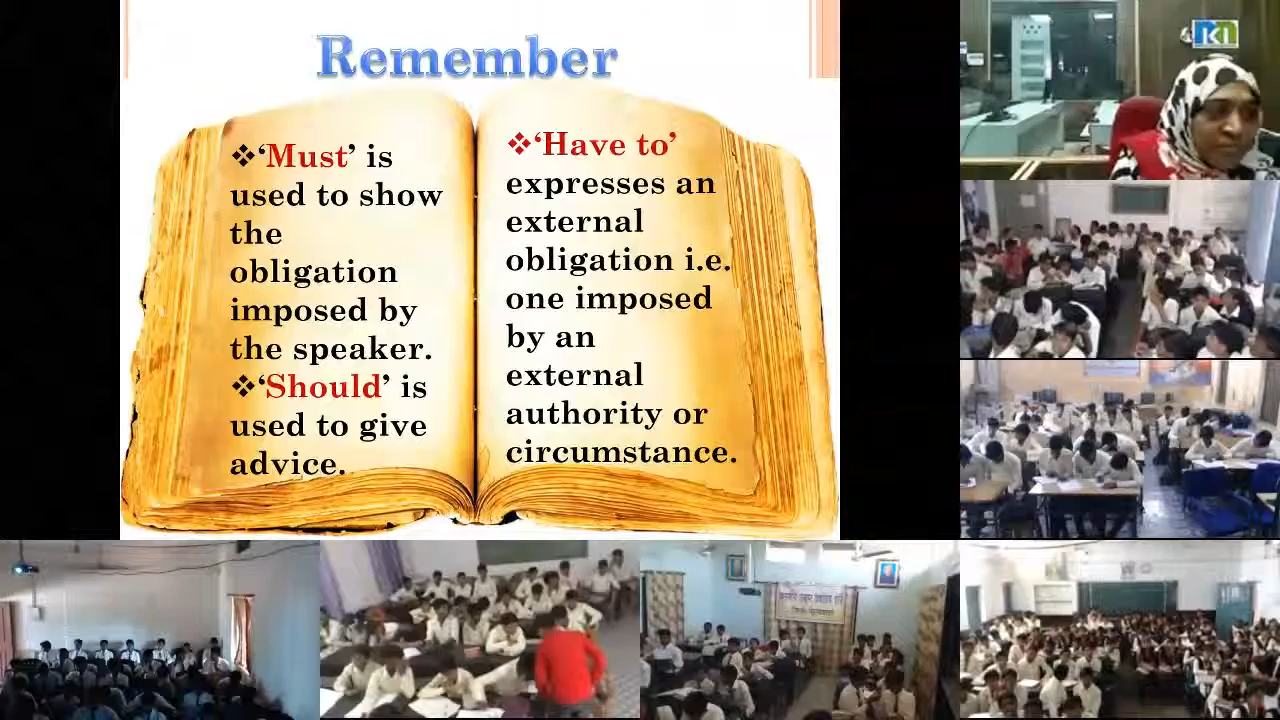 Remember
❖‘Must’ is
used to show
the
obligation
imposed by
the speaker.
❖‘Should’ is
used to give
advice.
❖‘Have to’
expresses an
external
obligation i.e.
one imposed
by an
external
authority or
circumstance.